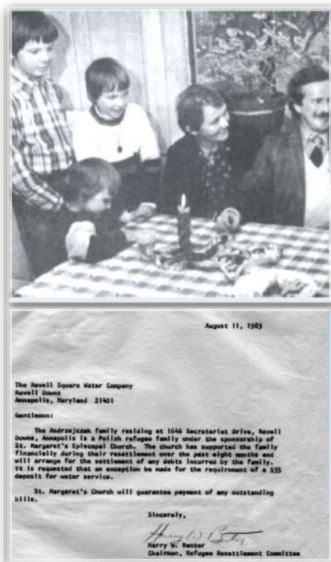 August 11, 1983
The Revell Square Water Company
Revell Downs
Annapolis, Maryland 21401
Gentlemen:
The Andrzejczak family residing at 1646 Secretariat Drive, Revell
Downs, Annapolis is a Polish refugee family under the sponsorship of
St. Margaret's Episcopal Church. The church has supported the family
financially during their resettlement over the past eight months and
will arrange for the settlement of any debts incurred by the family.
It is requested that an exception be made for the requirement of a $35
deposit for water service.
St. Margaret's Church will guarantee payment of any outstanding
bills.
Sincerely,
Harry W.
Harry W.
Chairman, Refugee Resettlement Committee